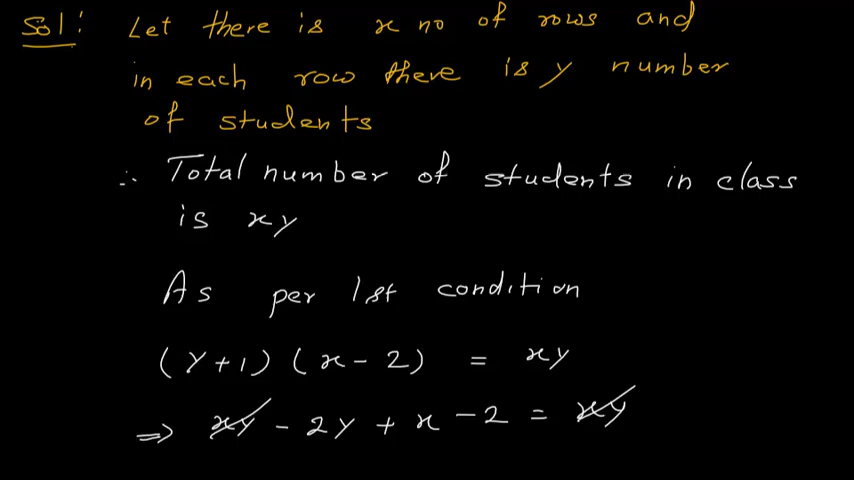 Sol: Let there is x no of rows and
in each row there is y number
of students
∴ Total number of students in class
is xy
As per 1st condition
(y+1) (x-2) = xy
⇒ xy - 2y + x - 2 = xy